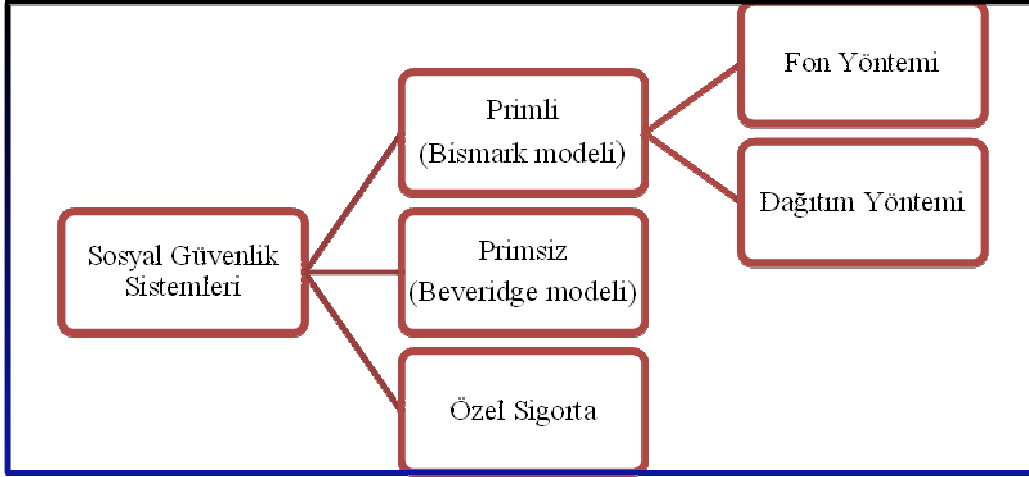 Sosyal Güvenlik
Sistemleri
Primli
(Bismark modeli)
Fon Yöntemi
Dağıtım Yöntemi
Primsiz
(Beveridge modeli)
Özel Sigorta